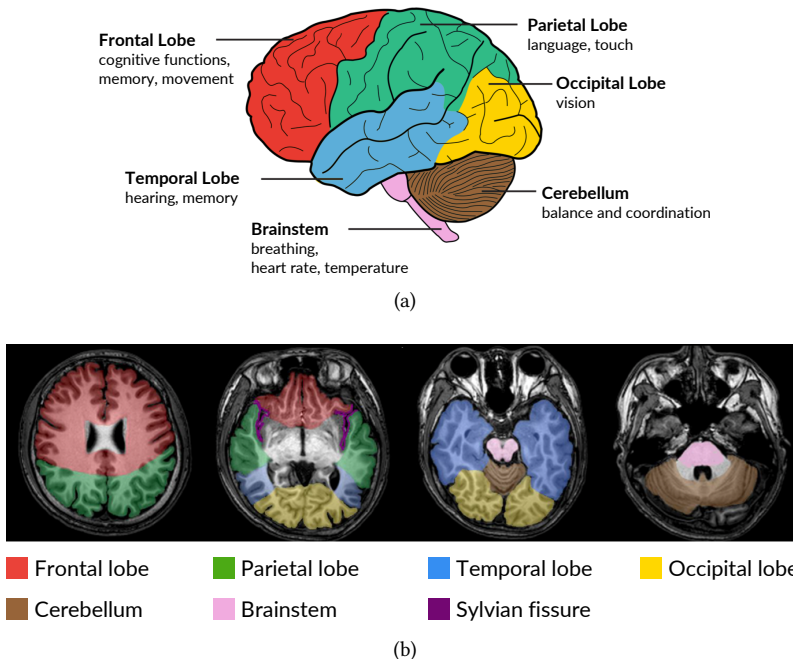 Frontal Lobe
cognitive functions,
memory, movement
Parietal Lobe
language, touch
Occipital Lobe
vision
Temporal Lobe
hearing, memory
Cerebellum
balance and coordination
Brainstem
breathing,
heart rate, temperature
(a)
Frontal lobe
Parietal lobe
Temporal lobe
Occipital lobe
Cerebellum
Brainstem
Sylvian fissure
(b)